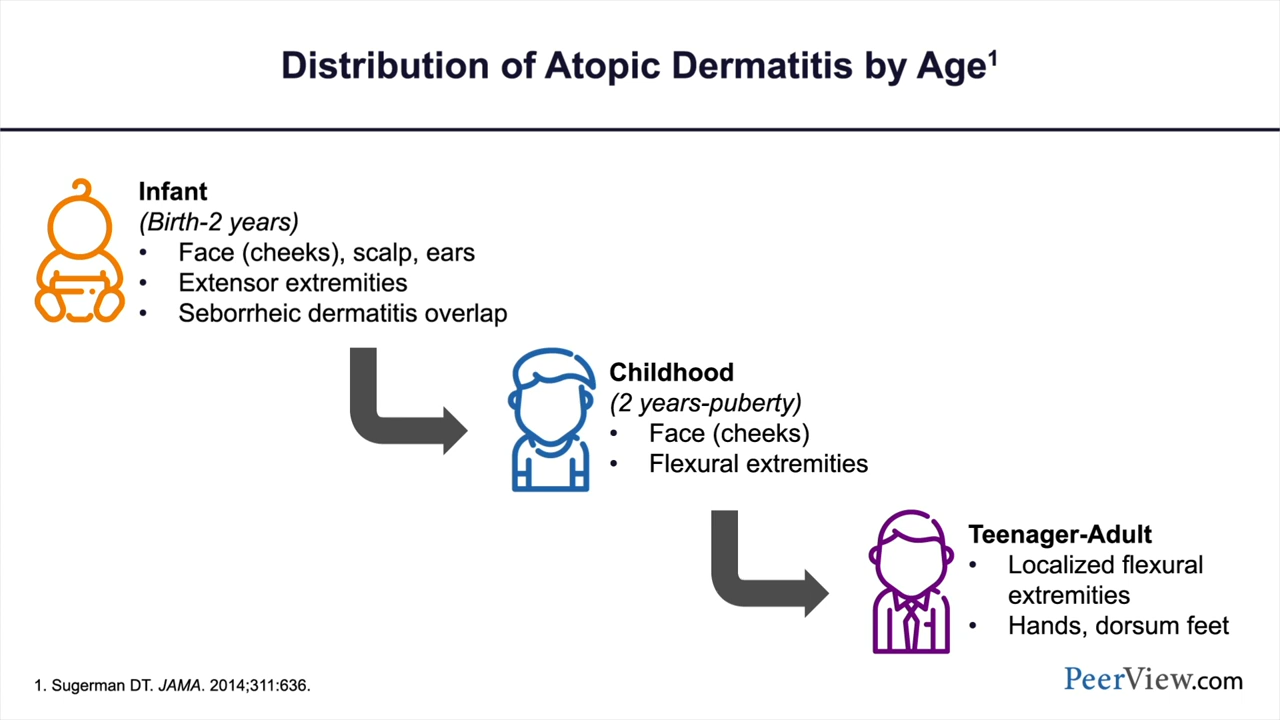 Distribution of Atopic Dermatitis by Age¹
Infant
(Birth-2 years)
• Face (cheeks), scalp, ears
• Extensor extremities
• Seborrheic dermatitis overlap
Childhood
(2 years-puberty)
• Face (cheeks)
• Flexural extremities
Teenager-Adult
• Localized flexural
extremities
• Hands, dorsum feet
1. Sugerman DT. JAMA. 2014;311:636.
PeerView.com